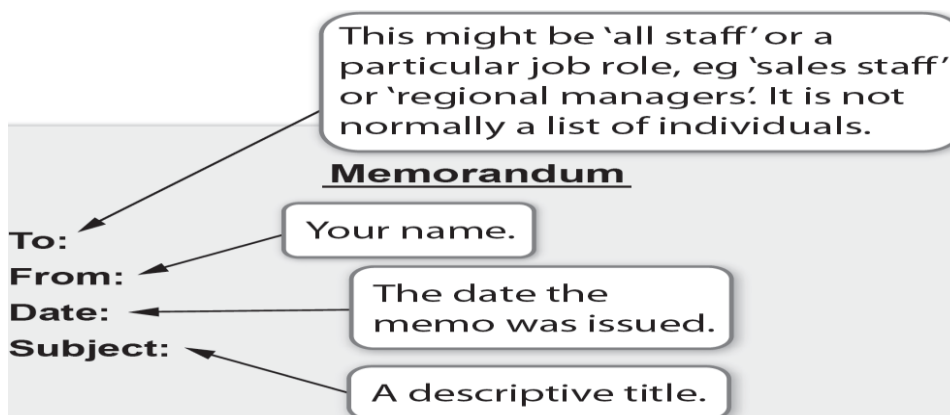 This might be ‘all staff’ or a
particular job role, eg ‘sales staff’
or ‘regional managers’. It is not
normally a list of individuals.
Memorandum
To:
Your name.
From:
Date:
The date the
memo was issued.
Subject:
A descriptive title.